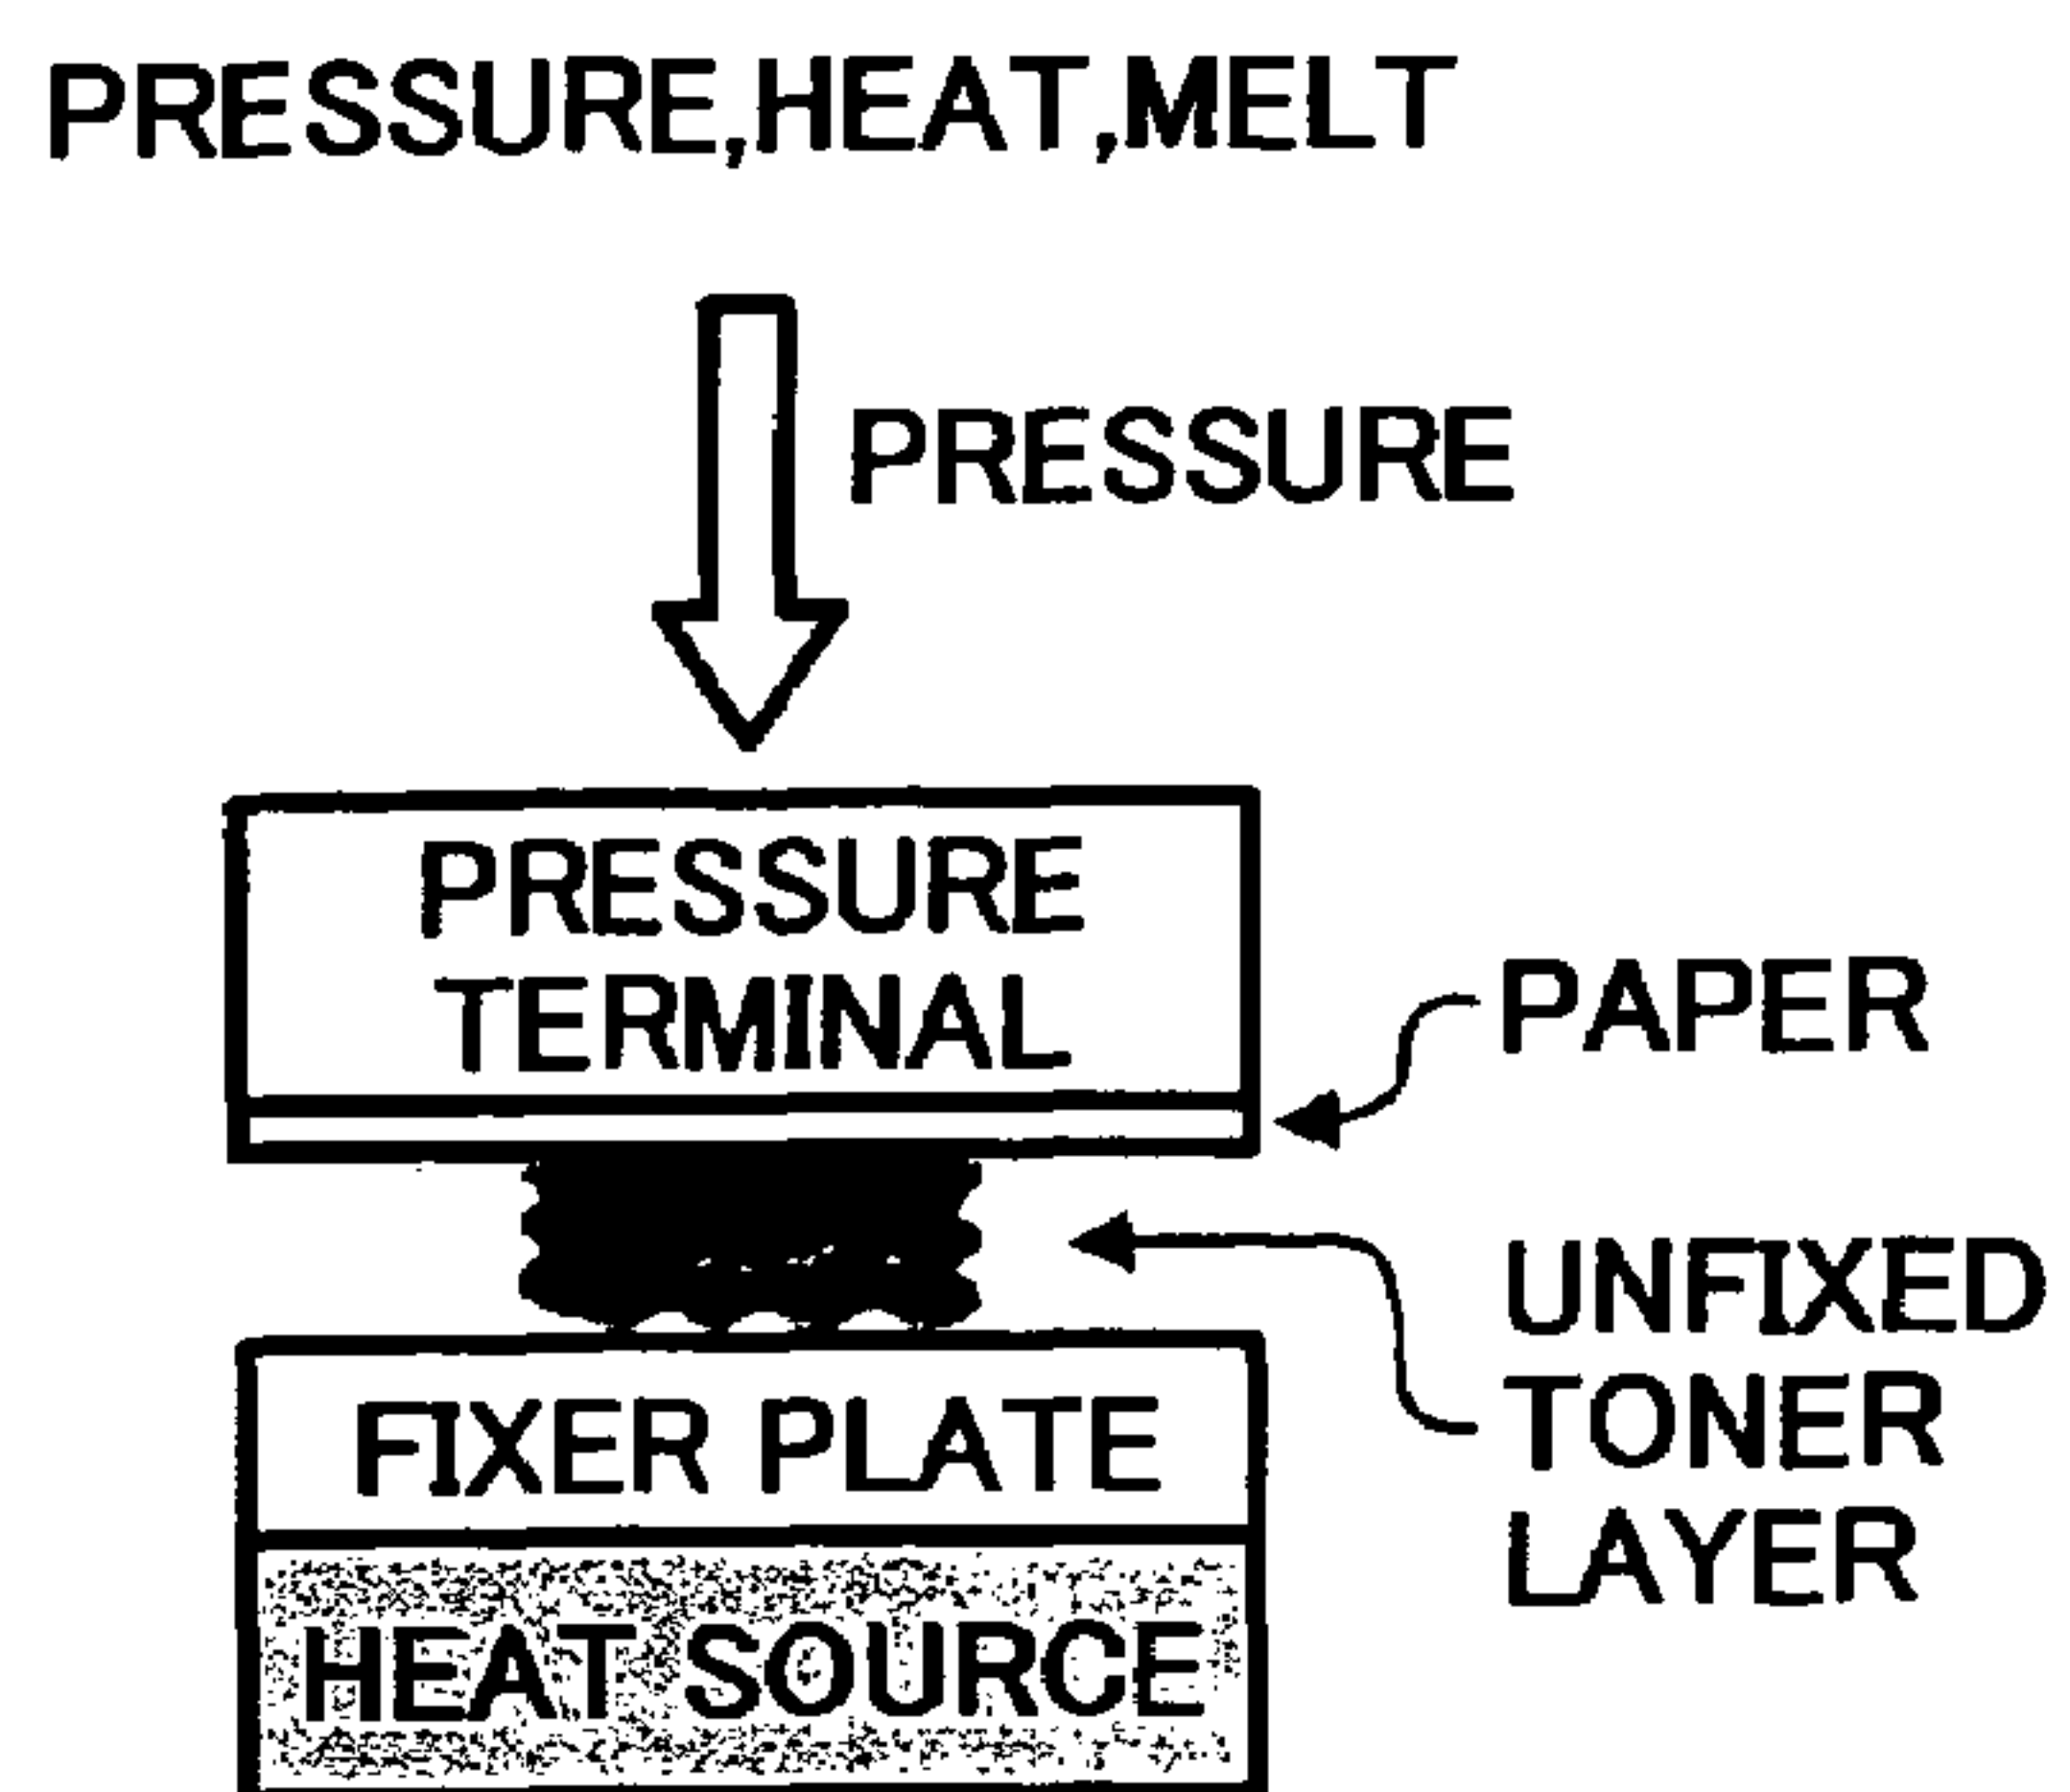 PRESSURE,HEAT,MELT
PRESSURE
PRESSURE
TERMINAL
PAPER
UNFIXED
TONER
LAYER
FIXER PLATE
HEAT SOURCE